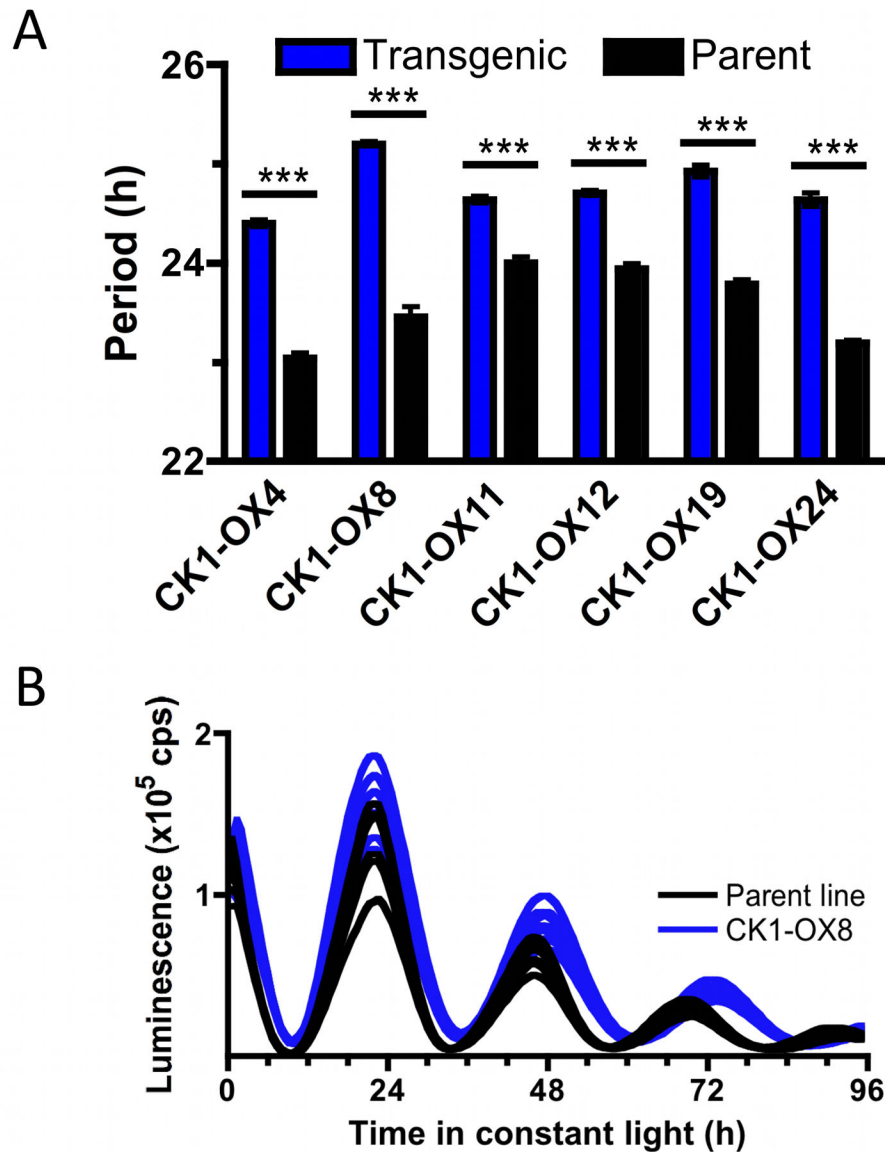 A
Transgenic Parent
26
24
22
Period (h)
*** *** *** *** *** ***
CK1-OX4 CK1-OX8 CK1-OX11 CK1-OX12 CK1-OX19 CK1-OX24
B
Luminescence (x10⁵ cps)
2
1
Parent line
CK1-OX8
0 24 48 72 96
Time in constant light (h)